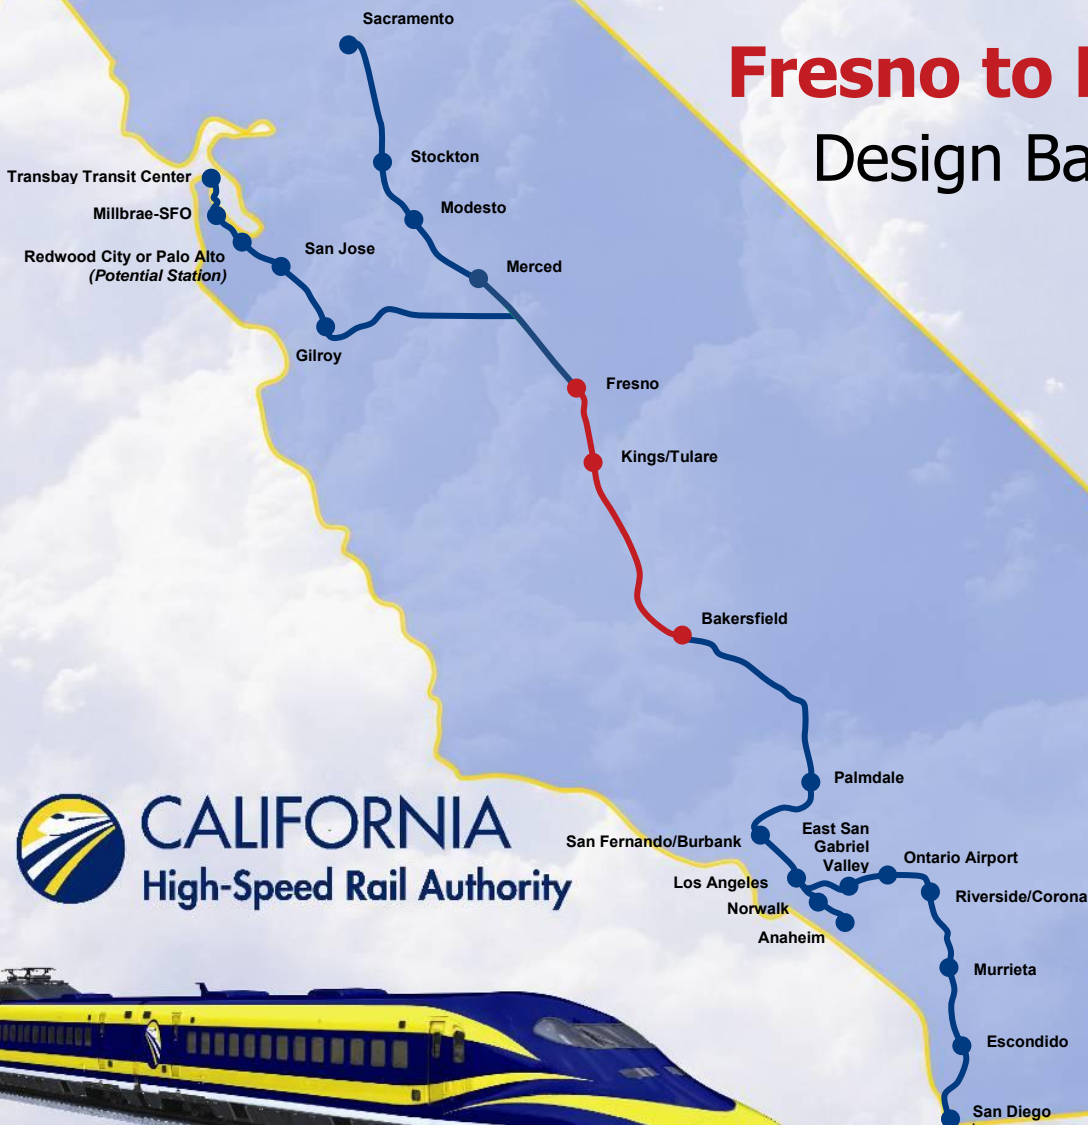 Sacramento
Fresno to
Design Ba
Stockton
Transbay Transit Center
Modesto
Millbrae-SFO
San Jose
Redwood City or Palo Alto
(Potential Station)
Merced
Gilroy
Fresno
Kings/Tulare
Bakersfield
Palmdale
CALIFORNIA
High-Speed Rail Authority
San Fernando/Burbank
East San
Gabriel
Valley
Ontario Airport
Los Angeles
Riverside/Corona
Norwalk
Anaheim
Murrieta
Escondido
San Diego